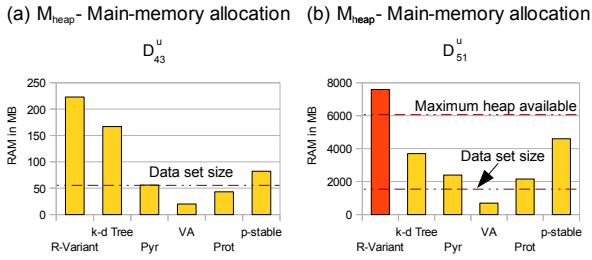 (a) Mheap- Main-memory allocation
D43u
RAM in MB
250
200
150
100
50
0
Data set size
k-d Tree
VA
p-stable
R-Variant
Pyr
Prot
(b) Mheap- Main-memory allocation
D51u
RAM in MB
8000
6000
4000
2000
0
Maximum heap available
Data set size
k-d Tree
VA
p-stable
R-Variant
Pyr
Prot